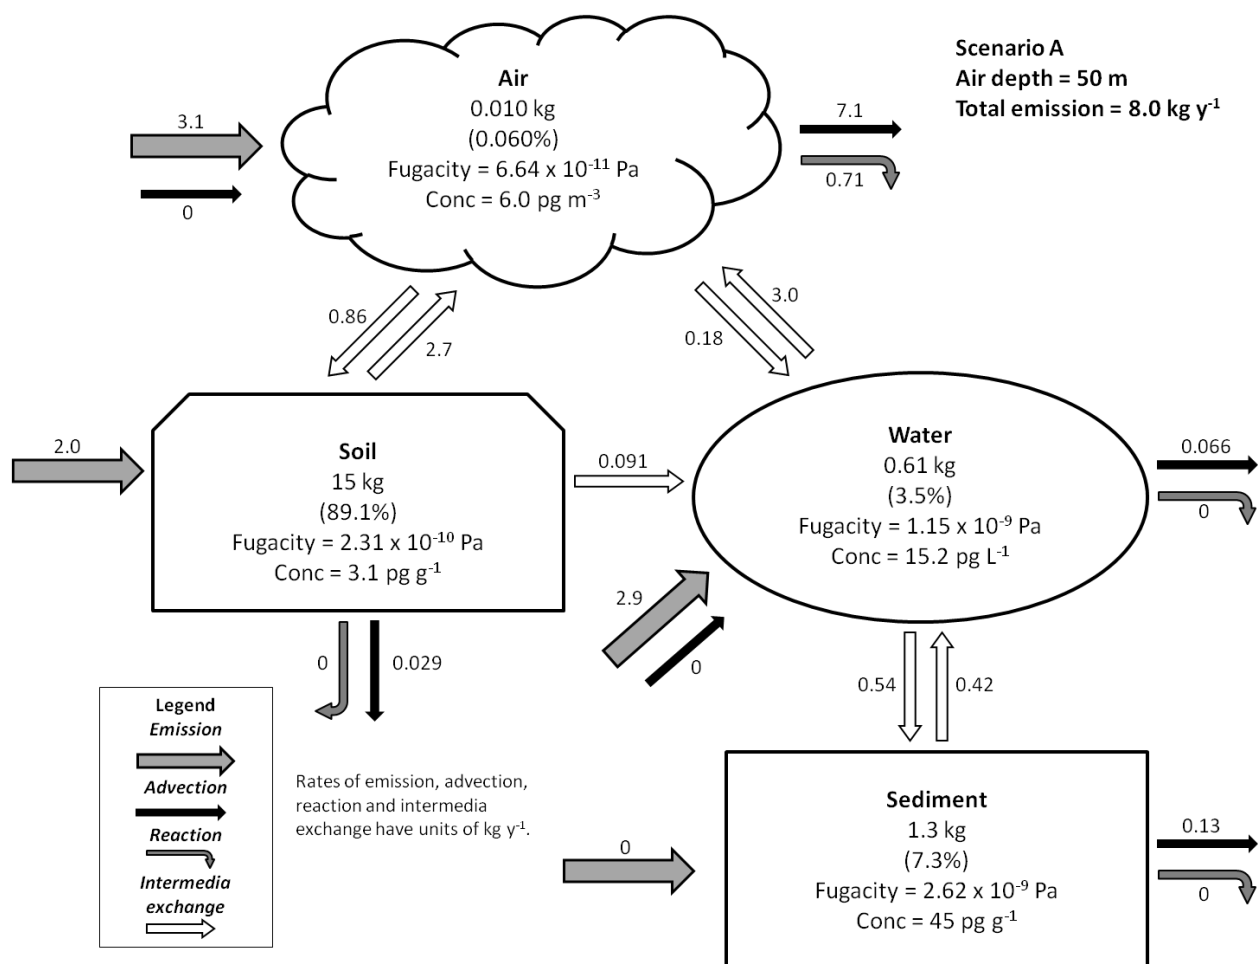 Scenario A
Air depth = 50 m
Total emission = 8.0 kg y⁻¹
Air
0.010 kg
(0.060%)
Fugacity = 6.64 x 10⁻¹¹ Pa
Conc = 6.0 pg m⁻³
3.1
0
7.1
0.71
0.86
2.7
3.0
0.18
2.0
Soil
15 kg
(89.1%)
Fugacity = 2.31 x 10⁻¹⁰ Pa
Conc = 3.1 pg g⁻¹
0.091
Water
0.61 kg
(3.5%)
Fugacity = 1.15 x 10⁻⁹ Pa
Conc = 15.2 pg L⁻¹
0.066
0
2.9
0
0
0.029
0.54
0.42
Legend
Emission
Advection
Reaction
Intermedia
exchange
Rates of emission, advection,
reaction and intermedia
exchange have units of kg y⁻¹.
0
Sediment
1.3 kg
(7.3%)
Fugacity = 2.62 x 10⁻⁹ Pa
Conc = 45 pg g⁻¹
0.13
0